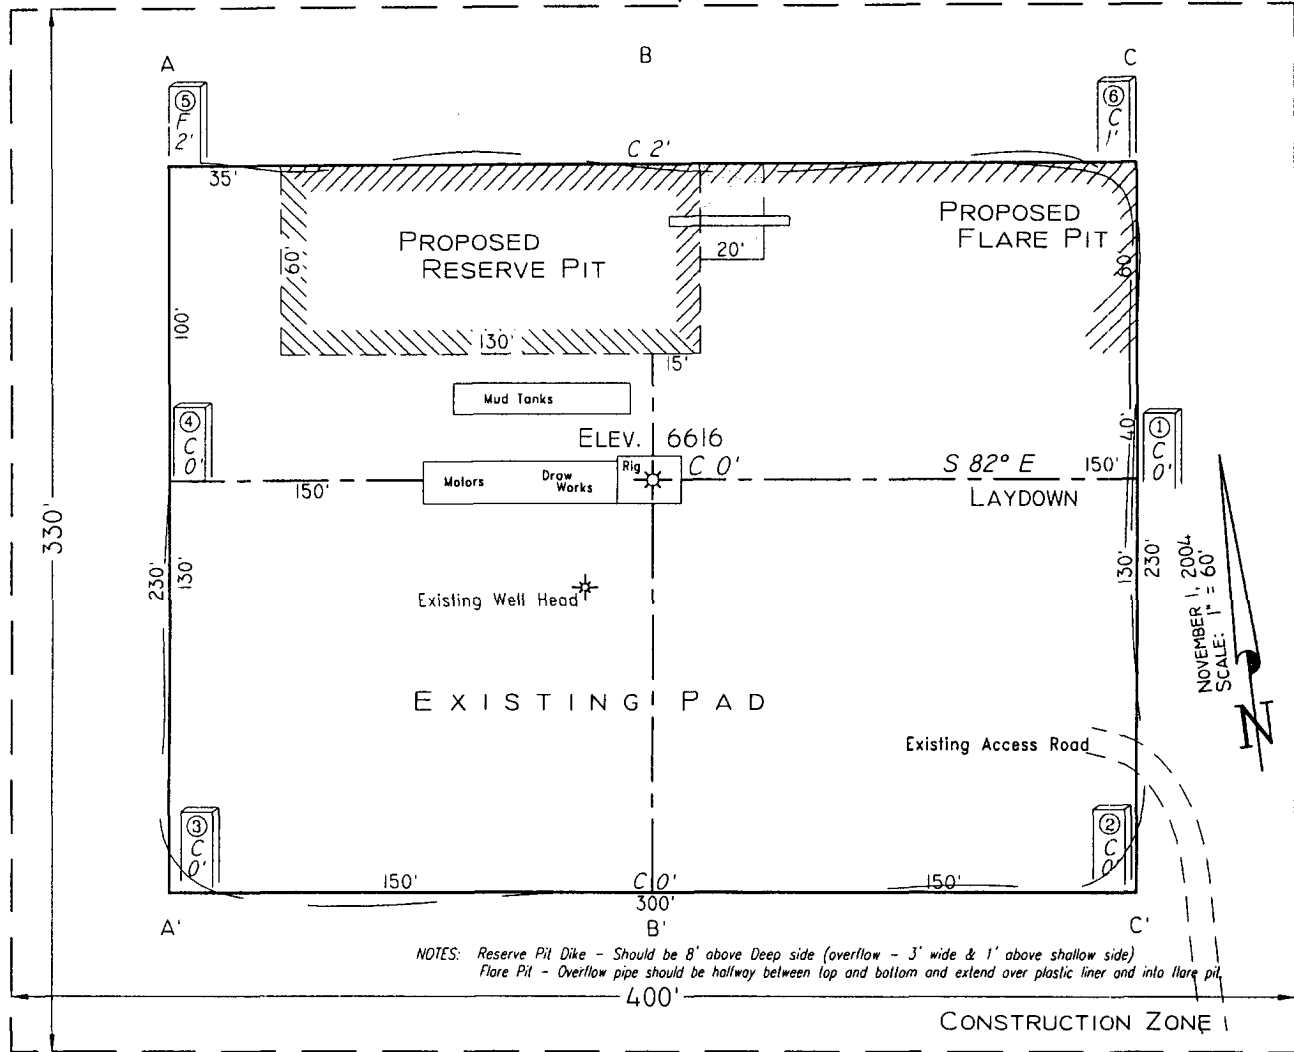 A
B
C
⑤
F
2'
⑥
C
1'
C 2'
35'
PROPOSED
RESERVE PIT
60'
20'
PROPOSED
FLARE PIT
60'
100'
130'
15'
Mud Tanks
④
C
0'
ELEV. 6616
40'
①
C
0'
Rig
C 0'
S 82° E
150'
Motors
Draw
Works
150'
LAYDOWN
330'
230'
130'
130'
230'
Existing Well Head
NOVEMBER 1, 2004
SCALE: 1" = 60'
N
EXISTING PAD
Existing Access Road
③
C
0'
②
C
0'
150'
C 0'
150'
300'
A'
B'
C'
NOTES: Reserve Pit Dike - Should be 8' above Deep side (overflow - 3' wide & 1' above shallow side)
Flare Pit - Overflow pipe should be halfway between top and bottom and extend over plastic liner and into flare pit.
400'
CONSTRUCTION ZONE